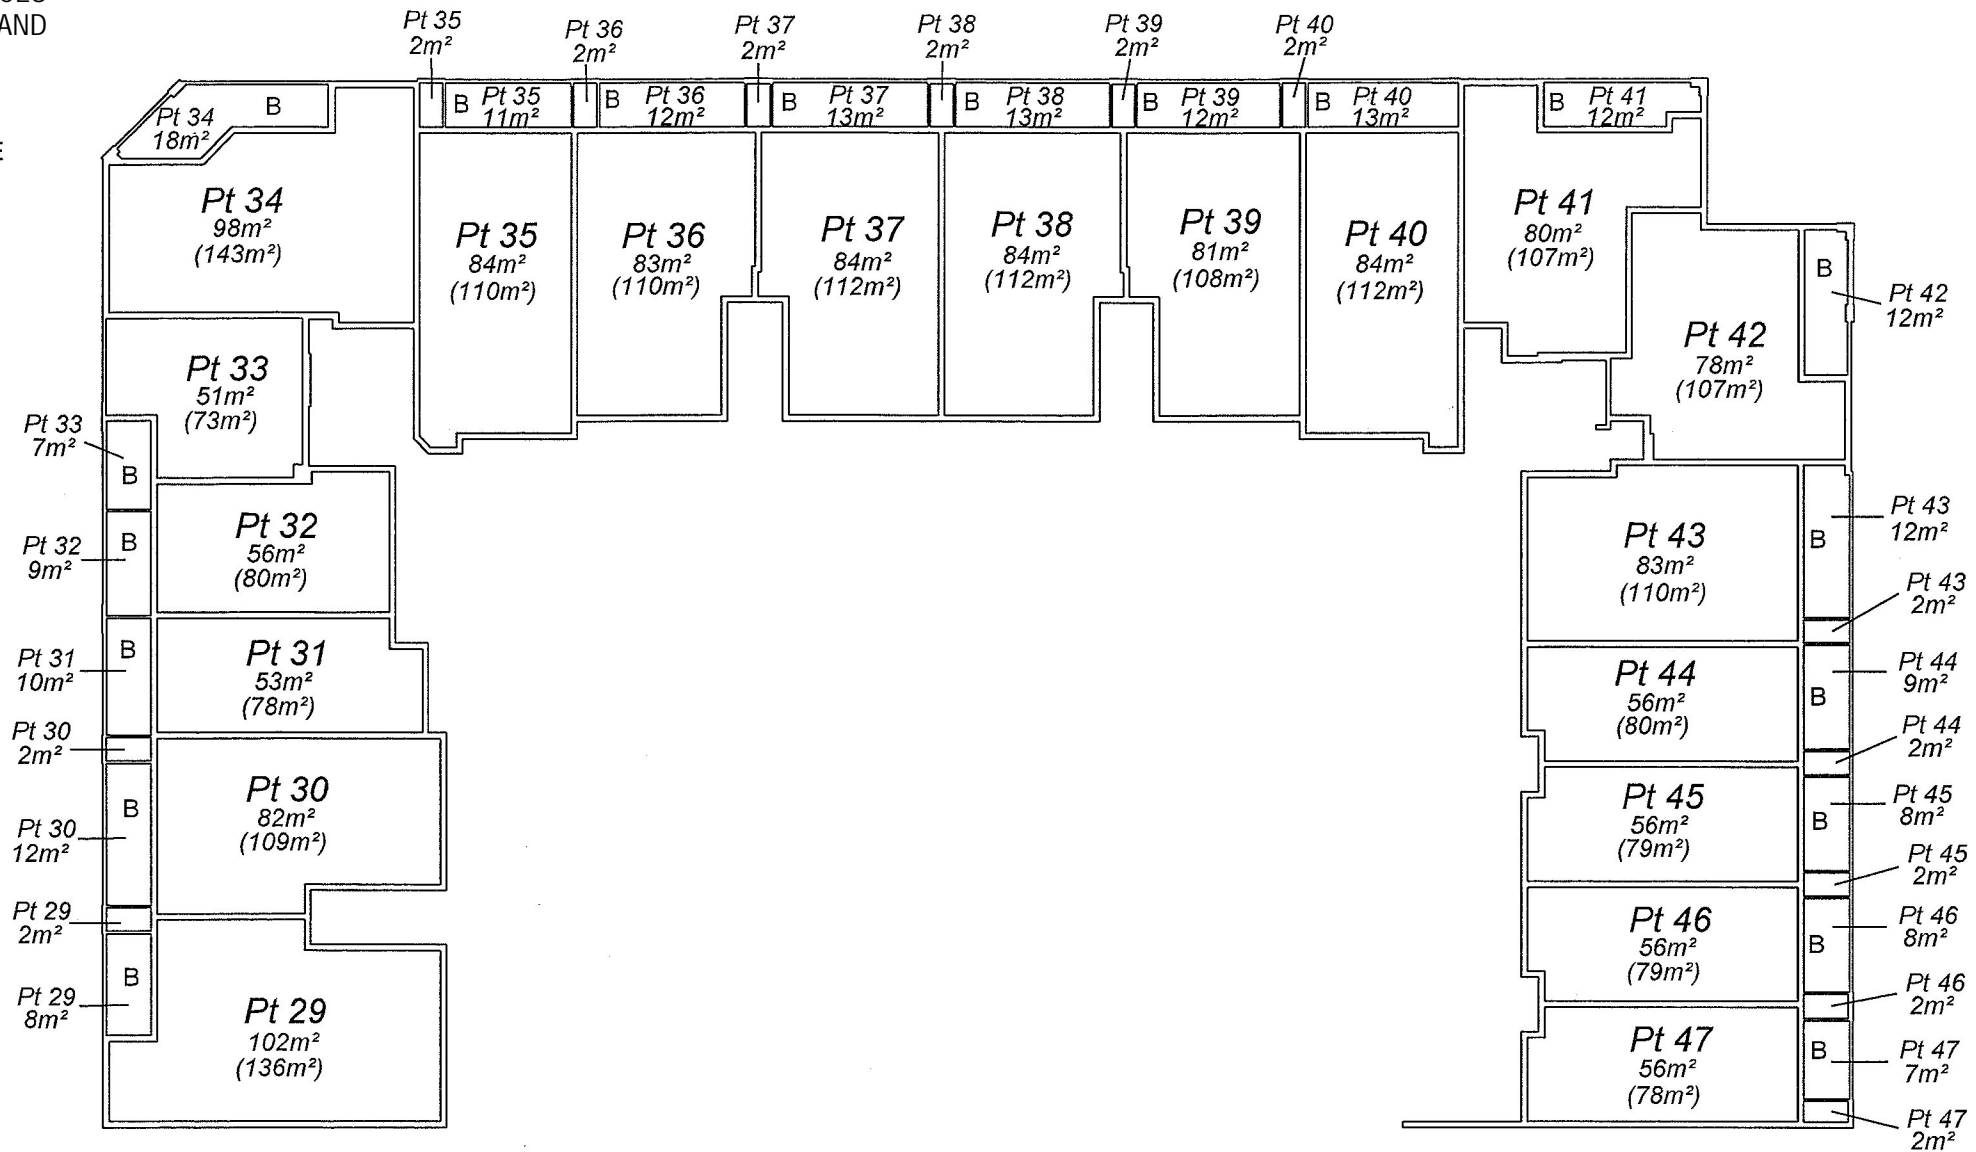 AND
E
Pt 35
2m²
Pt 36
2m²
Pt 37
2m²
Pt 38
2m²
Pt 39
2m²
Pt 40
2m²
B
Pt 34
18m²
B
Pt 35
11m²
B
Pt 36
12m²
B
Pt 37
13m²
B
Pt 38
13m²
B
Pt 39
12m²
B
Pt 40
13m²
B
Pt 41
12m²
Pt 34
98m²
(143m²)
Pt 35
84m²
(110m²)
Pt 36
83m²
(110m²)
Pt 37
84m²
(112m²)
Pt 38
84m²
(112m²)
Pt 39
81m²
(108m²)
Pt 40
84m²
(112m²)
Pt 41
80m²
(107m²)
B
Pt 42
12m²
Pt 42
78m²
(107m²)
Pt 33
51m²
(73m²)
Pt 33
7m²
B
Pt 32
56m²
(80m²)
Pt 32
9m²
B
Pt 31
53m²
(78m²)
Pt 31
10m²
B
Pt 30
2m²
Pt 30
82m²
(109m²)
Pt 30
12m²
B
Pt 29
2m²
Pt 29
8m²
B
Pt 29
102m²
(136m²)
Pt 43
83m²
(110m²)
B
Pt 43
12m²
Pt 43
2m²
Pt 44
56m²
(80m²)
B
Pt 44
9m²
Pt 44
2m²
Pt 45
56m²
(79m²)
B
Pt 45
8m²
Pt 45
2m²
Pt 46
56m²
(79m²)
B
Pt 46
8m²
Pt 46
2m²
Pt 47
56m²
(78m²)
B
Pt 47
7m²
Pt 47
2m²